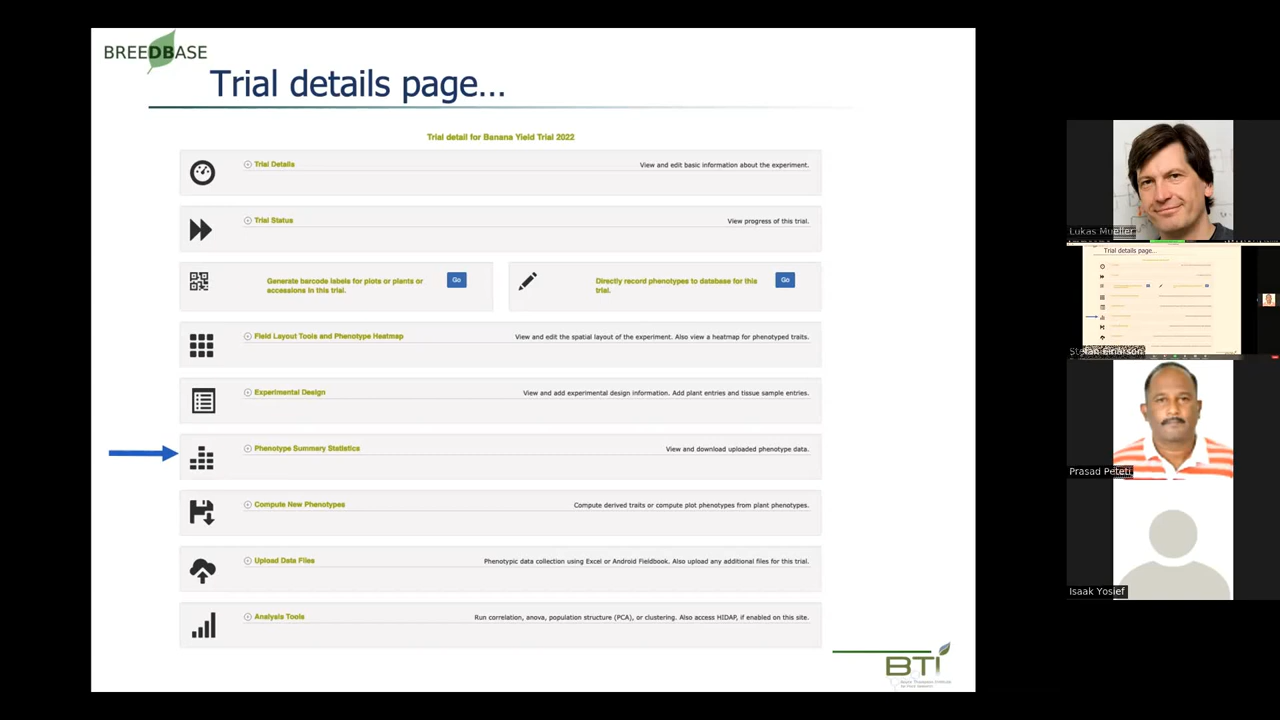 BREEDBASE
Trial details page...
Trial detail for Banana Yield Trial 2022
Trial Details
View and edit basic information about the experiment.
Trial Status
View progress of this trial.
Generate barcode labels for plots or plants or
accessions in this trial.
Go
Directly record phenotypes to database for this
trial.
Go
Field Layout Tools and Phenotype Heatmap
View and edit the spatial layout of the experiment. Also view a heatmap for phenotyped traits.
Experimental Design
View and add experimental design information. Add plant entries and tissue sample entries.
Phenotype Summary Statistics
View and download uploaded phenotype data.
Compute New Phenotypes
Compute derived traits or compute plot phenotypes from plant phenotypes.
Upload Data Files
Phenotypic data collection using Excel or Android Fieldbook. Also upload any additional files for this trial.
Analysis Tools
Run correlation, anova, population structure (PCA), or clustering. Also access HIDAP, if enabled on this site.
BTI
Lukas Mueller
Trial details page...
Prasad Peteti
Isaak Yosief